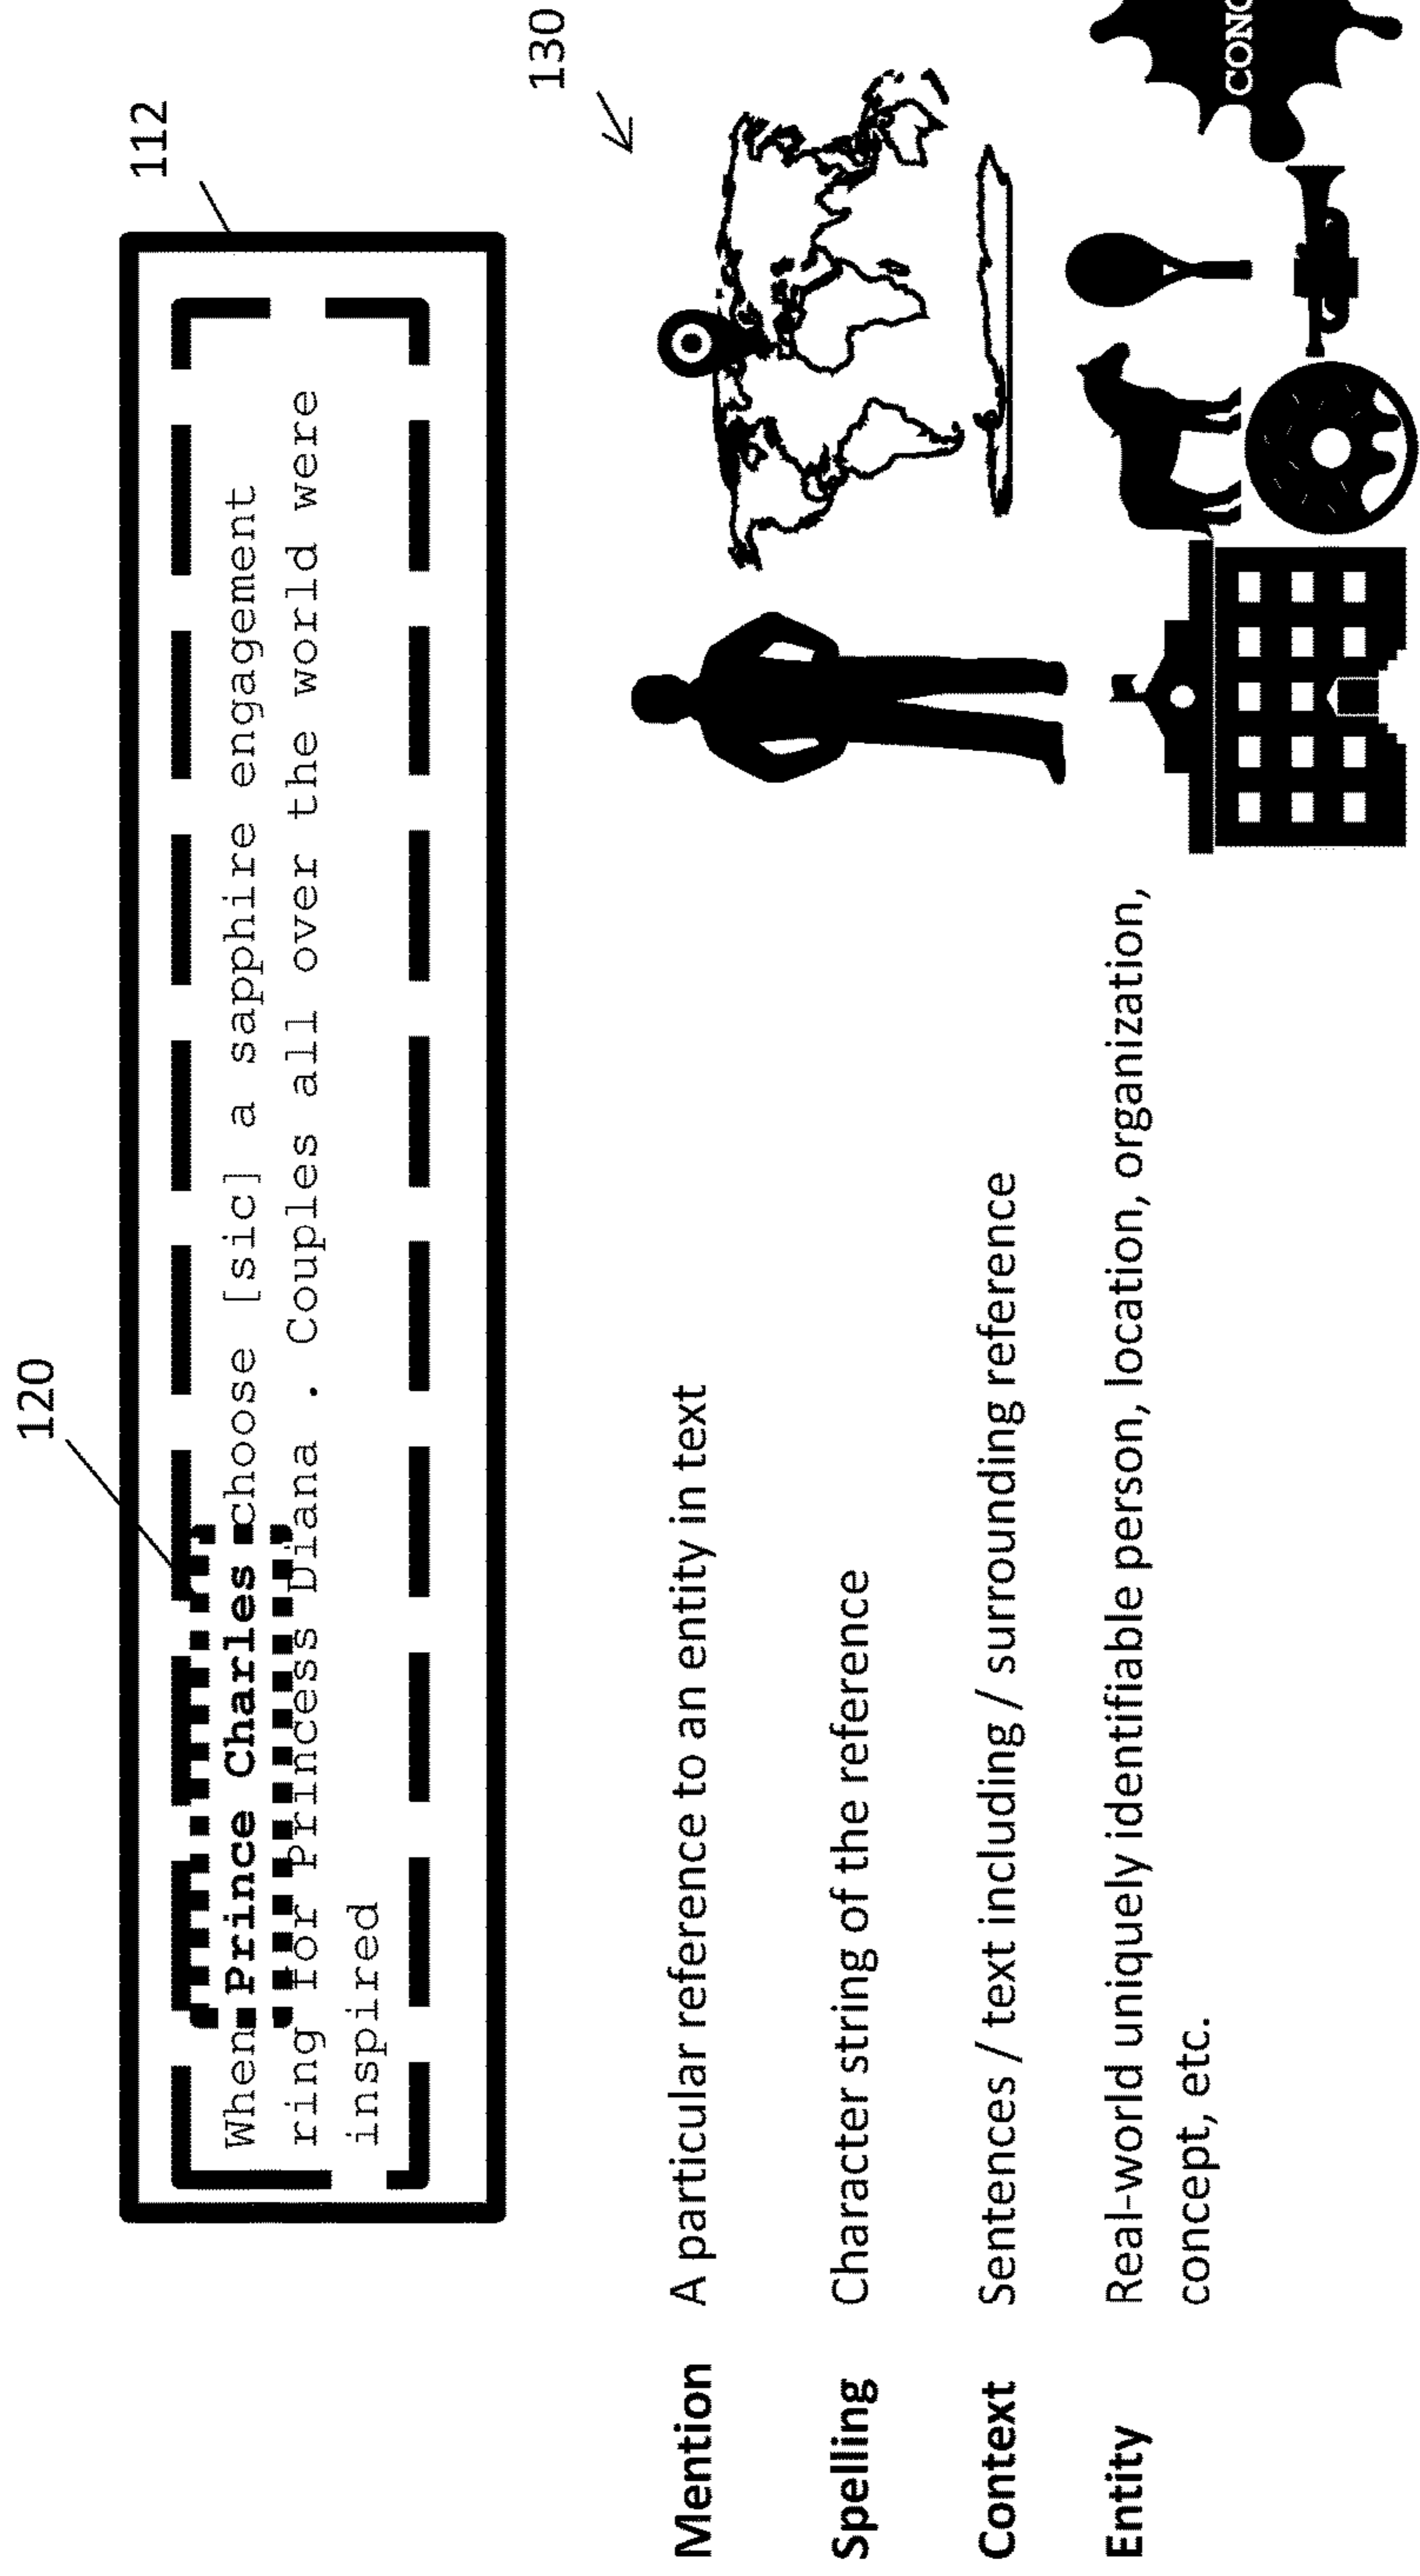 120
112
When Prince Charles choose [sic] a sapphire engagement
ring for Princess Diana . Couples all over the world were
inspired
130
Mention A particular reference to an entity in text
Spelling Character string of the reference
Context Sentences / text including / surrounding reference
Entity Real-world uniquely identifiable person, location, organization,
concept, etc.